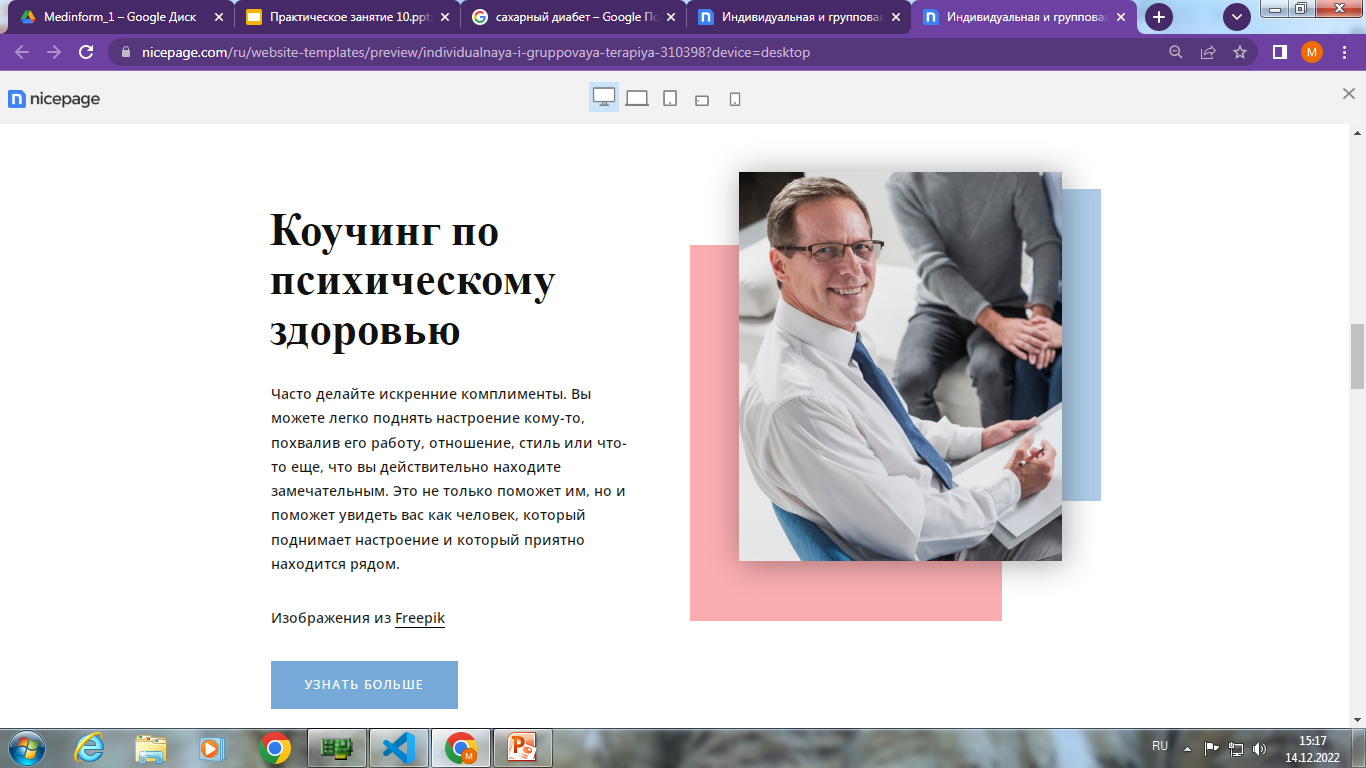 Medinform_1 – Google Диск
Практическое занятие 10.ppt
сахарный диабет – Google По
Индивидуальная и групповая
Индивидуальная и групповая
nicepage.com/ru/website-templates/preview/individualnaya-i-gruppovaya-terapiya-310398?device=desktop
M
nicepage
Коучинг по
психическому
здоровью
Часто делайте искренние комплименты. Вы
можете легко поднять настроение кому-то,
похвалив его работу, отношение, стиль или что-
то еще, что вы действительно находите
замечательным. Это не только поможет им, но и
поможет увидеть вас как человек, который
поднимает настроение и который приятно
находится рядом.
Изображения из Freepik
УЗНАТЬ БОЛЬШЕ
RU
15:17
14.12.2022